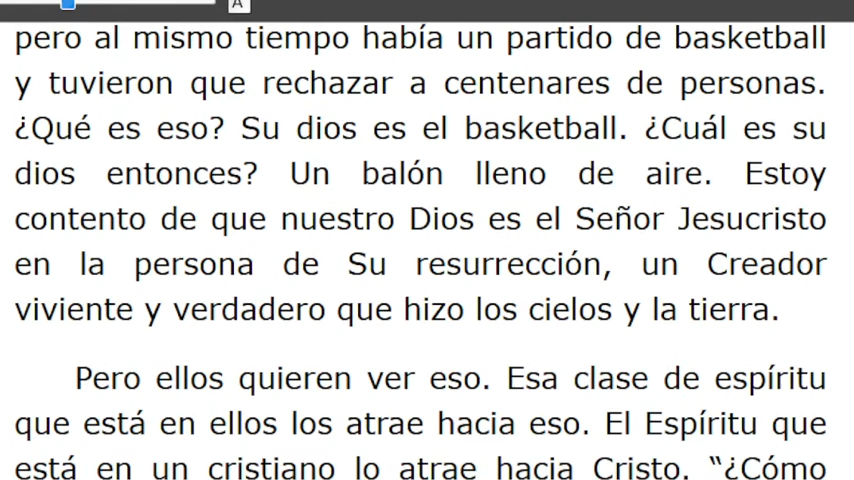 A
pero al mismo tiempo había un partido de basketball
y tuvieron que rechazar a centenares de personas.
¿Qué es eso? Su dios es el basketball. ¿Cuál es su
dios entonces? Un balón lleno de aire. Estoy
contento de que nuestro Dios es el Señor Jesucristo
en la persona de Su resurrección, un Creador
viviente y verdadero que hizo los cielos y la tierra.
Pero ellos quieren ver eso. Esa clase de espíritu
que está en ellos los atrae hacia eso. El Espíritu que
está en un cristiano lo atrae hacia Cristo. “¿Cómo